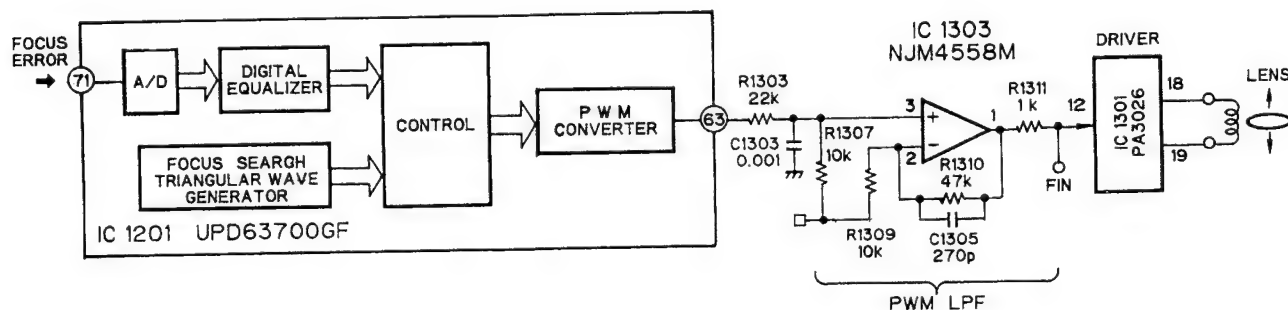 FOCUS
ERROR
71
A/D
DIGITAL
EQUALIZER
CONTROL
FOCUS SEARGH
TRIANGULAR WAVE
GENERATOR
PWM
CONVERTER
63
IC 1201 UPD63700GF
R1303
22k
C1303
0.001
R1307
10k
R1309
10k
IC 1303
NJM4558M
3
+
2
−
1
R1310
47k
C1305
270p
R1311
1k
12
FIN
DRIVER
IC 1301
PA3026
18
19
LENS
PWM LPF